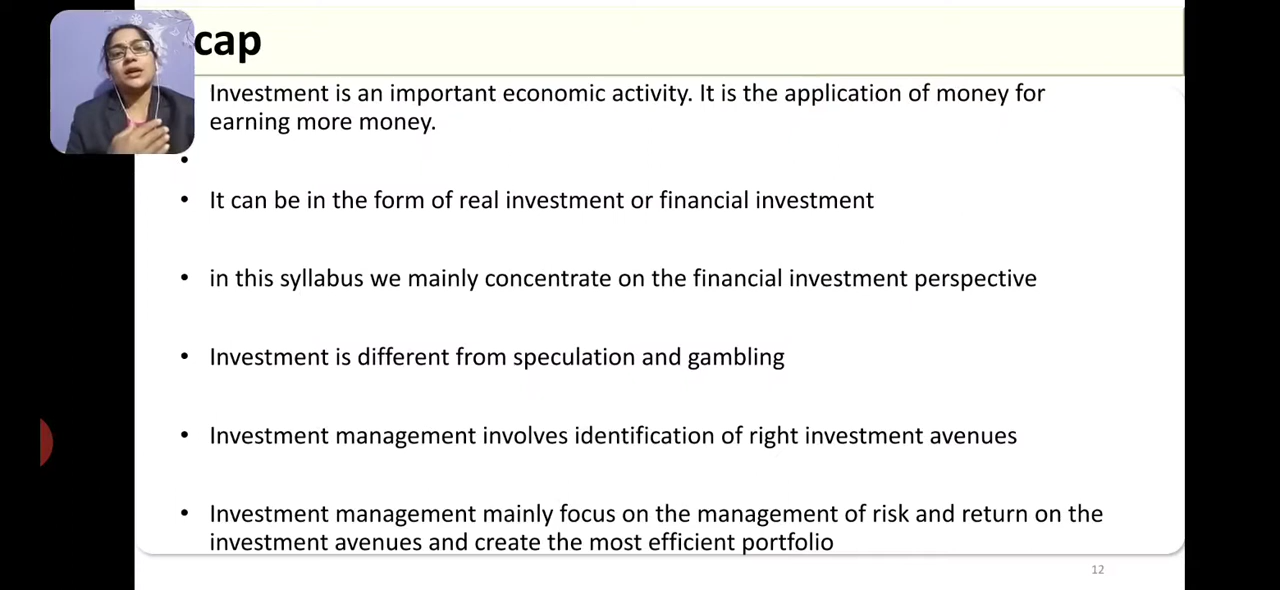 cap
Investment is an important economic activity. It is the application of money for
earning more money.
•
• It can be in the form of real investment or financial investment
• in this syllabus we mainly concentrate on the financial investment perspective
• Investment is different from speculation and gambling
• Investment management involves identification of right investment avenues
• Investment management mainly focus on the management of risk and return on the
investment avenues and create the most efficient portfolio
12